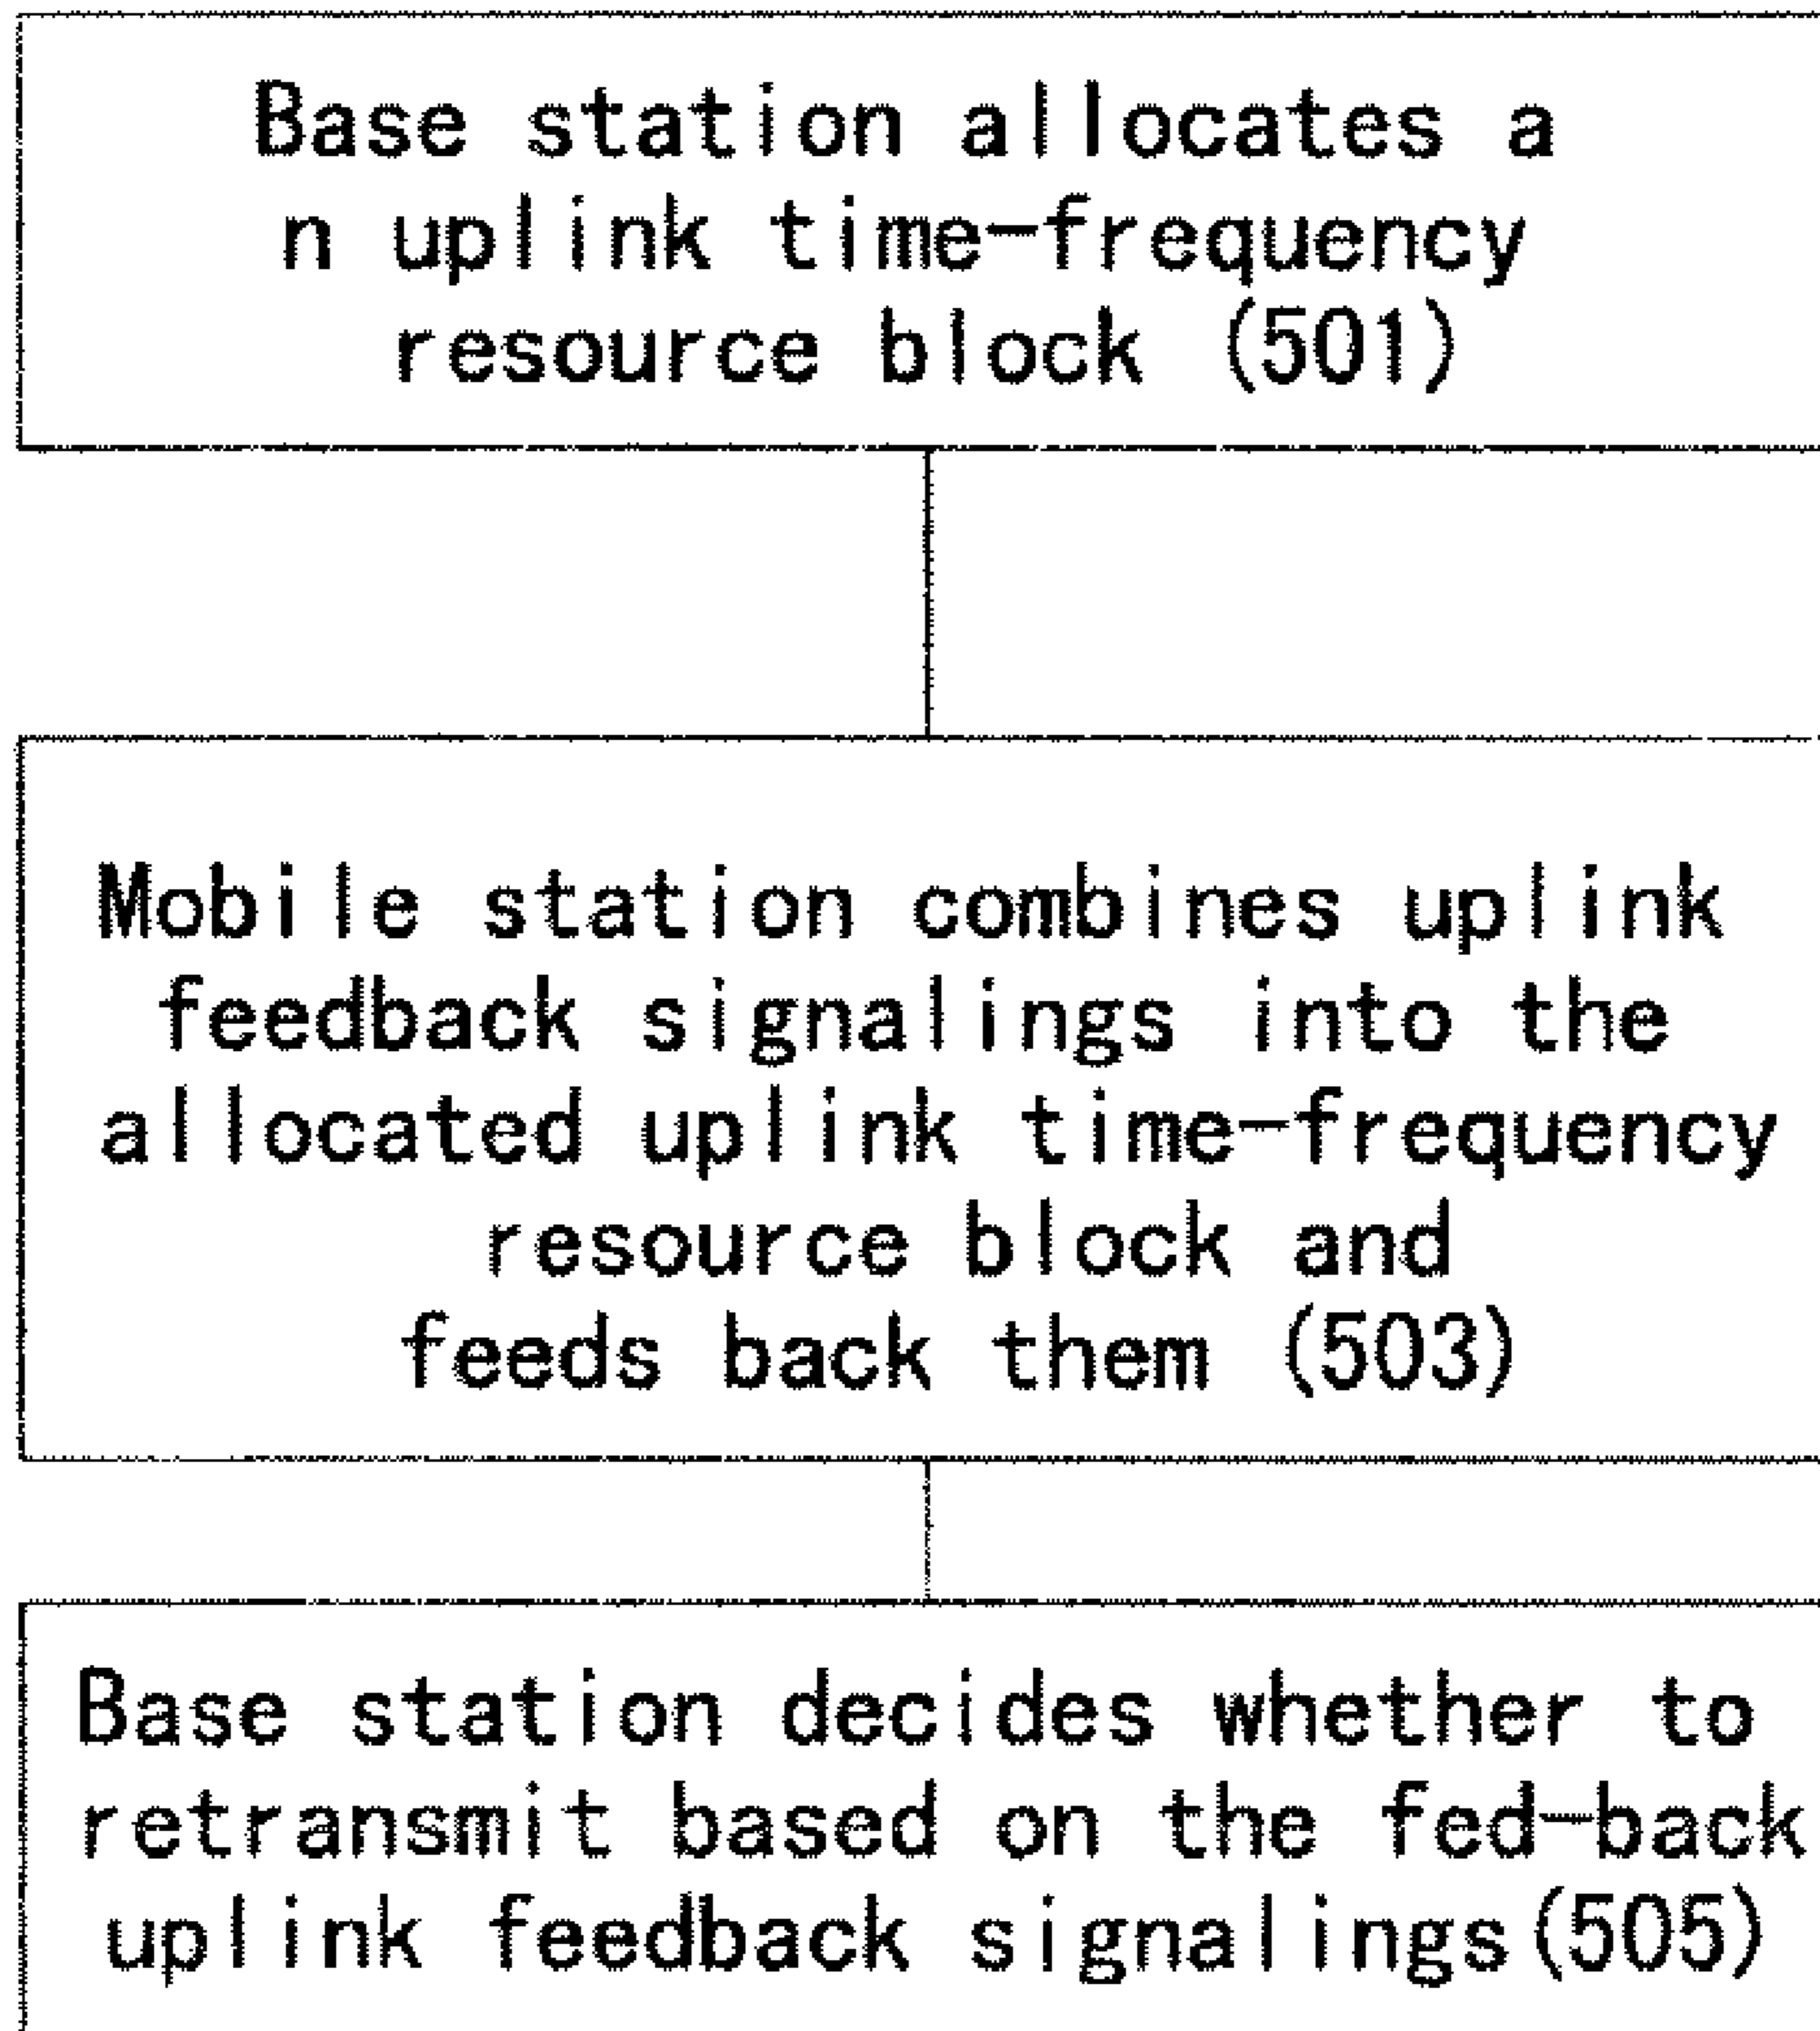 Base station allocates a
n uplink time-frequency
resource block (501)
Mobile station combines uplink
feedback signalings into the
allocated uplink time-frequency
resource block and
feeds back them (503)
Base station decides whether to
retransmit based on the fed-back
uplink feedback signalings(505)